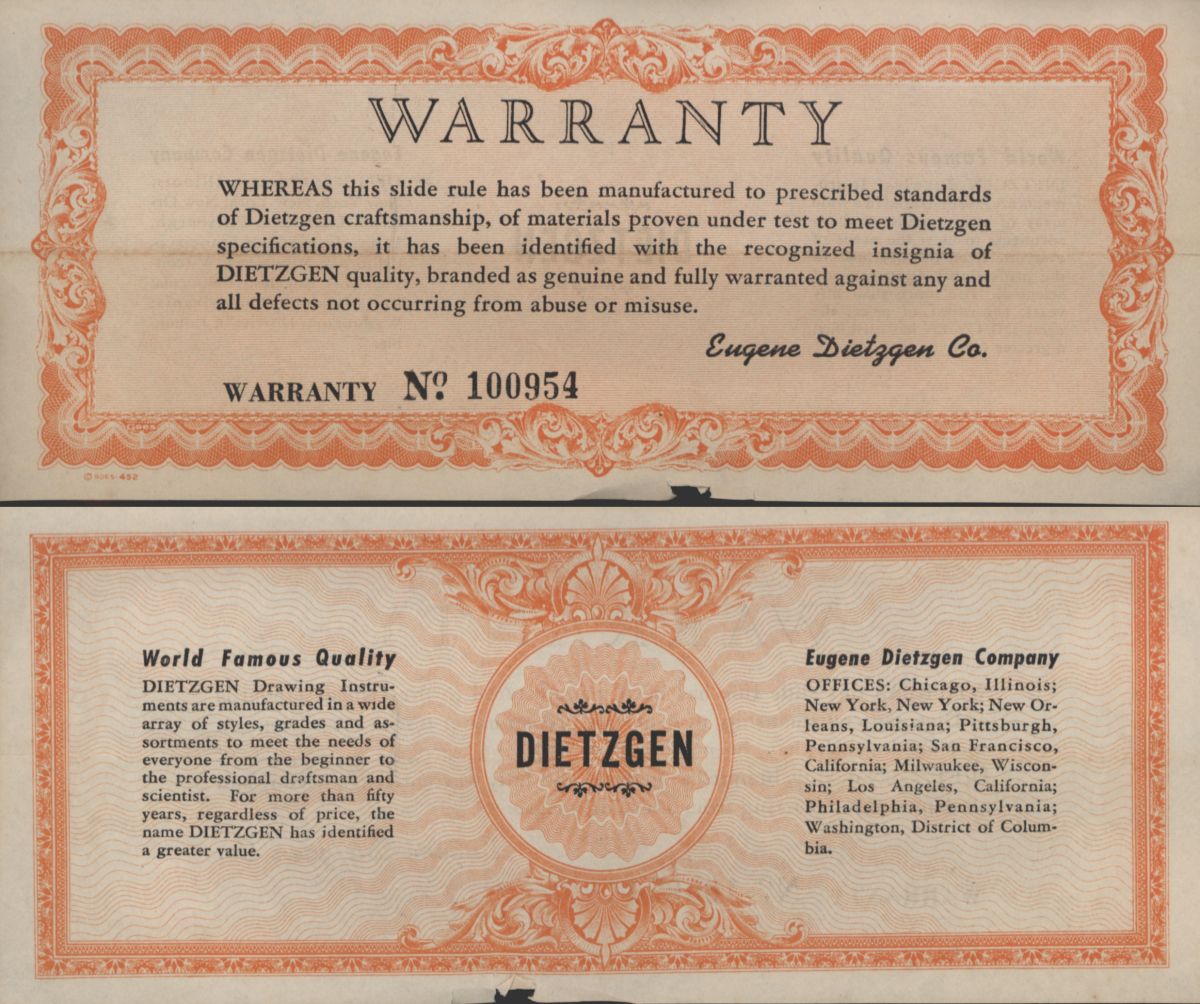 WARRANTY
WHEREAS this slide rule has been manufactured to prescribed standards
of Dietzgen craftsmanship, of materials proven under test to meet Dietzgen
specifications, it has been identified with the recognized insignia of
DIETZGEN quality, branded as genuine and fully warranted against any and
all defects not occurring from abuse or misuse.
Eugene Dietzgen Co.
WARRANTY Nº 100954
GOES
© GOES 452
World Famous Quality
DIETZGEN Drawing Instru-
ments are manufactured in a wide
array of styles, grades and as-
sortments to meet the needs of
everyone from the beginner to
the professional draftsman and
scientist. For more than fifty
years, regardless of price, the
name DIETZGEN has identified
a greater value.
DIETZGEN
Eugene Dietzgen Company
OFFICES: Chicago, Illinois;
New York, New York; New Or-
leans, Louisiana; Pittsburgh,
Pennsylvania; San Francisco,
California; Milwaukee, Wiscon-
sin; Los Angeles, California;
Philadelphia, Pennsylvania;
Washington, District of Colum-
bia.